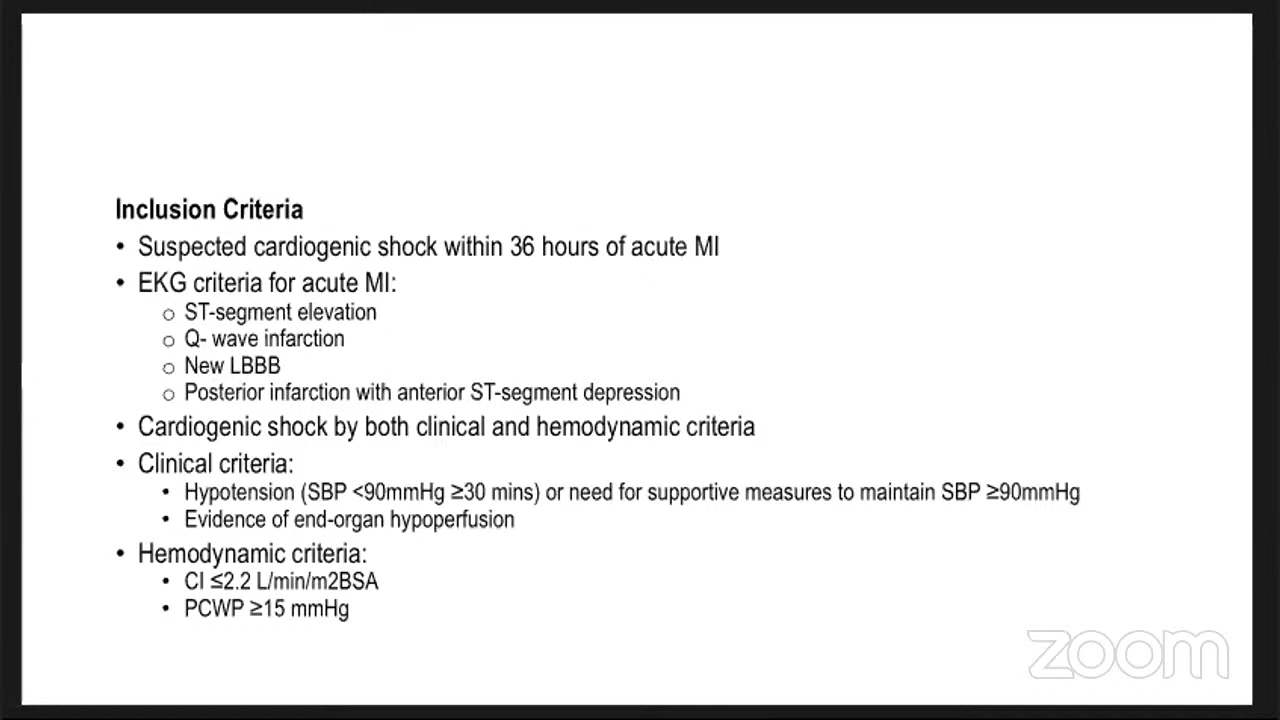 Inclusion Criteria
• Suspected cardiogenic shock within 36 hours of acute MI
• EKG criteria for acute MI:
o ST-segment elevation
o Q- wave infarction
o New LBBB
o Posterior infarction with anterior ST-segment depression
• Cardiogenic shock by both clinical and hemodynamic criteria
• Clinical criteria:
• Hypotension (SBP <90mmHg ≥30 mins) or need for supportive measures to maintain SBP ≥90mmHg
• Evidence of end-organ hypoperfusion
• Hemodynamic criteria:
• CI ≤2.2 L/min/m2BSA
• PCWP ≥15 mmHg
zoom